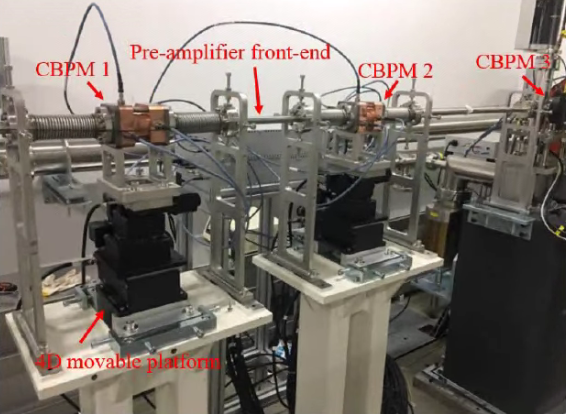 Pre-amplifier front-end
CBPM 1
CBPM 2
CBPM 3
4D movable platform